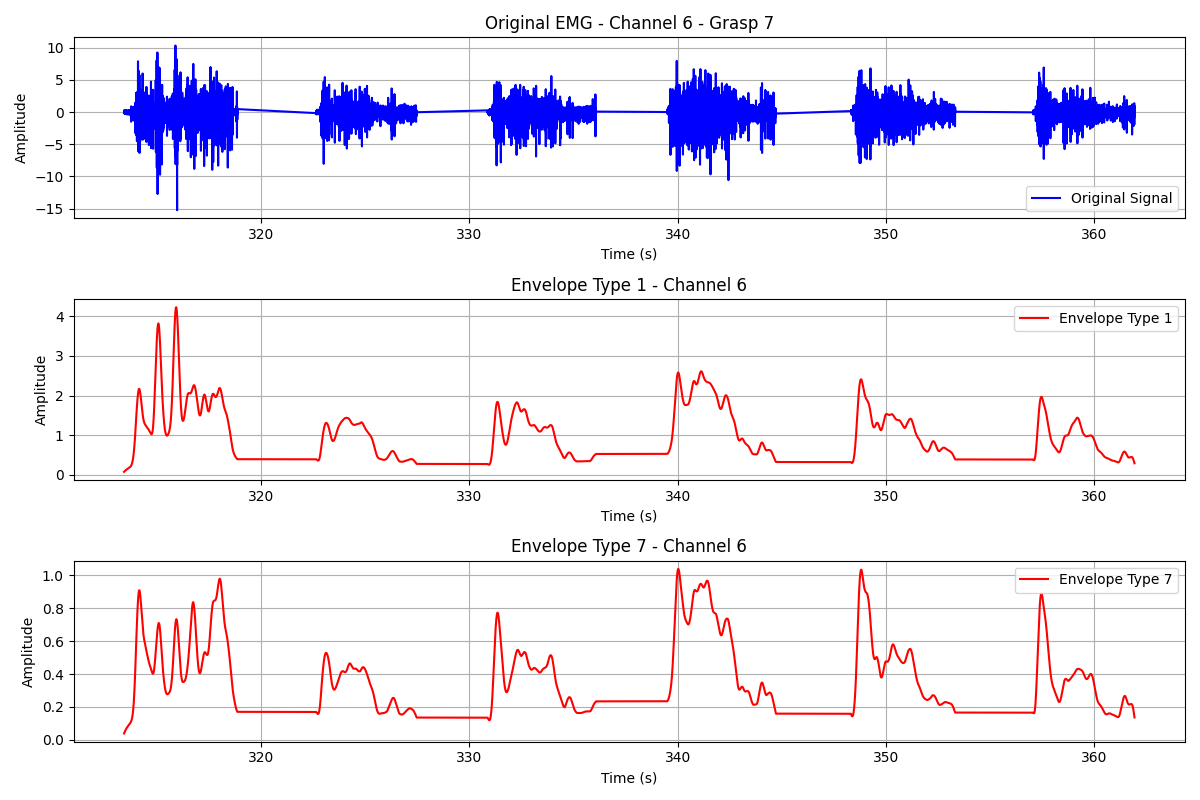 Original EMG - Channel 6 - Grasp 7
Amplitude
10
5
0
−5
−10
−15
Original Signal
320
330
340
350
360
Time (s)
Envelope Type 1 - Channel 6
Amplitude
4
3
2
1
0
Envelope Type 1
320
330
340
350
360
Time (s)
Envelope Type 7 - Channel 6
Amplitude
1.0
0.8
0.6
0.4
0.2
0.0
Envelope Type 7
320
330
340
350
360
Time (s)